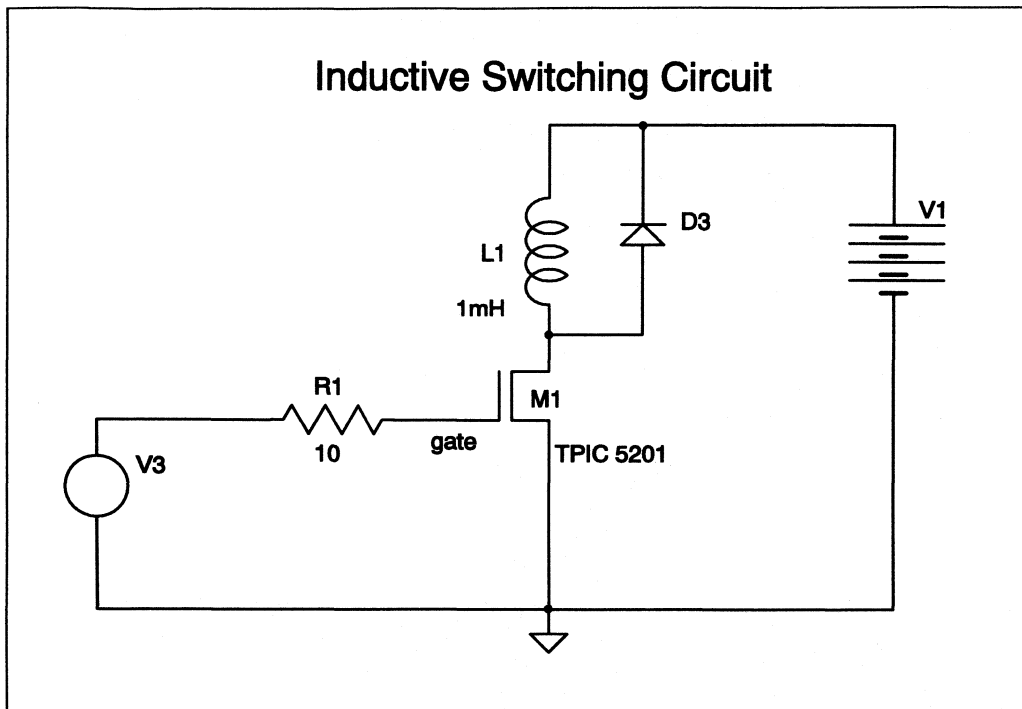 Inductive Switching Circuit
V1
D3
L1
1mH
R1
M1
10
gate
TPIC 5201
V3